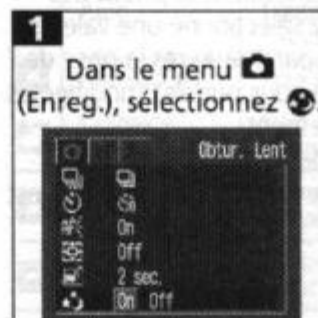 1
Dans le menu
(Enreg.), sélectionnez .
Obtur. Lent
On
Off
2 sec.
On Off